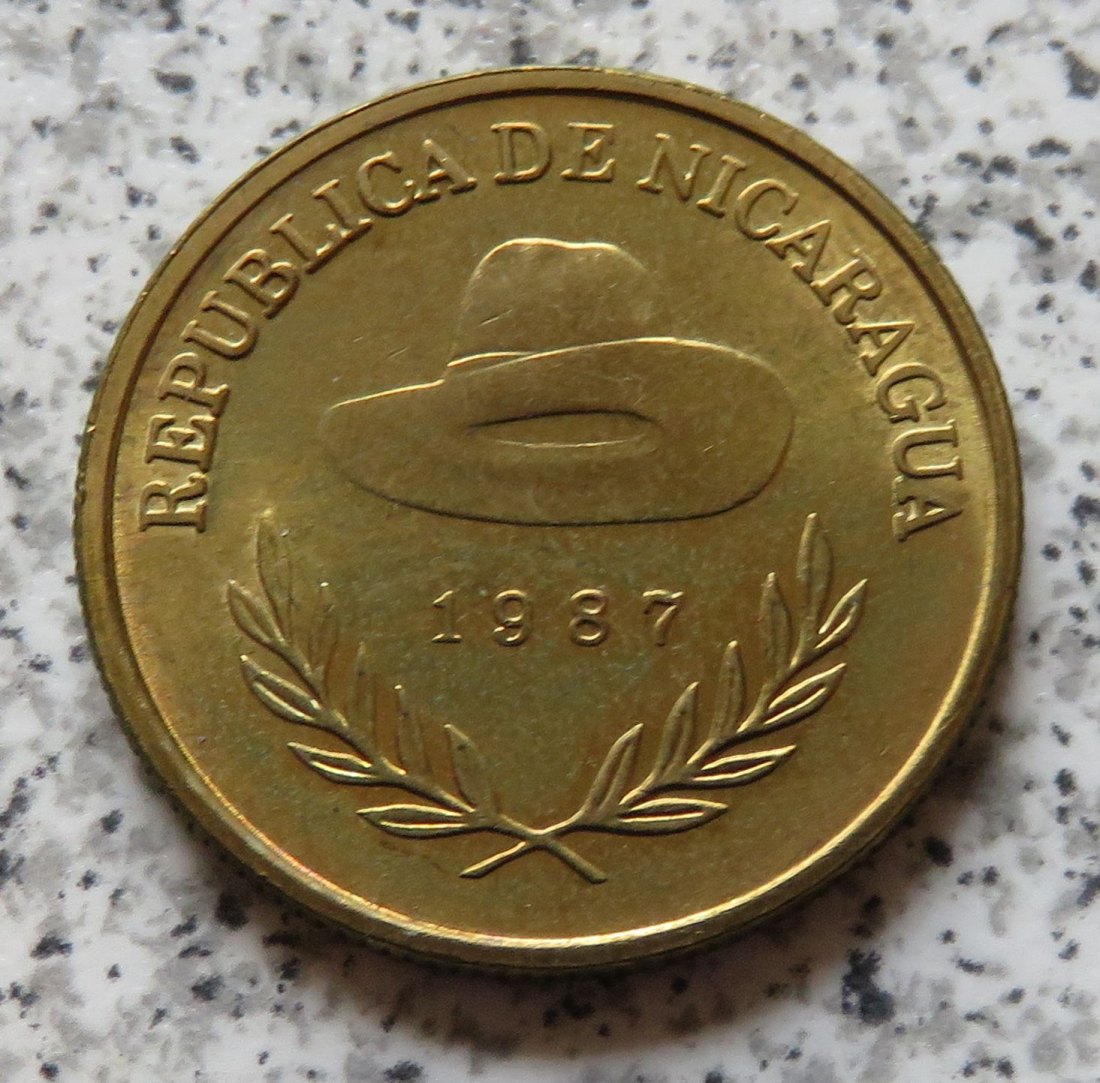 REPUBLICA DE NICARAGUA
1987